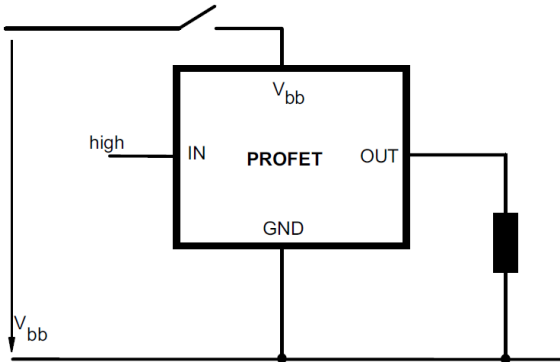 Vbb
high
IN
PROFET
OUT
GND
Vbb